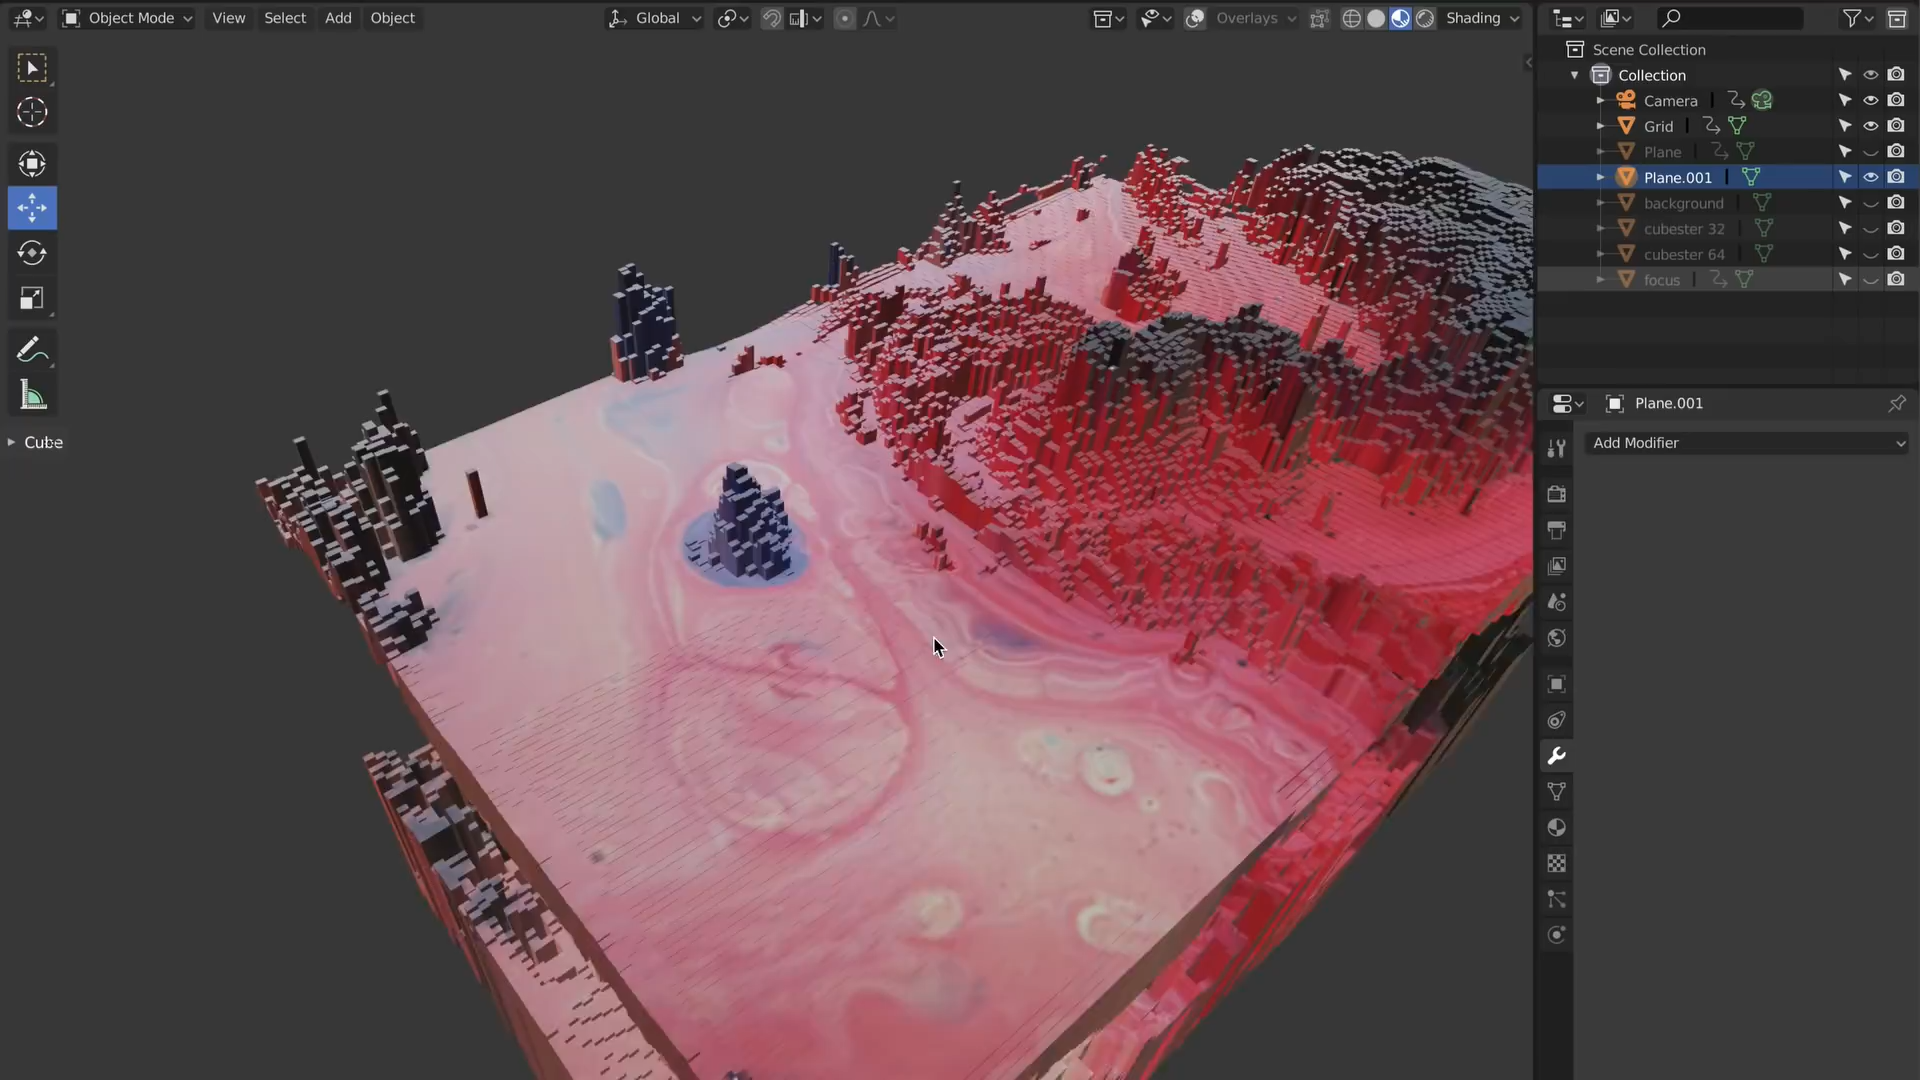 Object Mode View Select Add Object Global Overlays Shading
Scene Collection
Collection
Camera
Grid
Plane
Plane.001
background
cubester 32
cubester 64
focus
Plane.001
Add Modifier